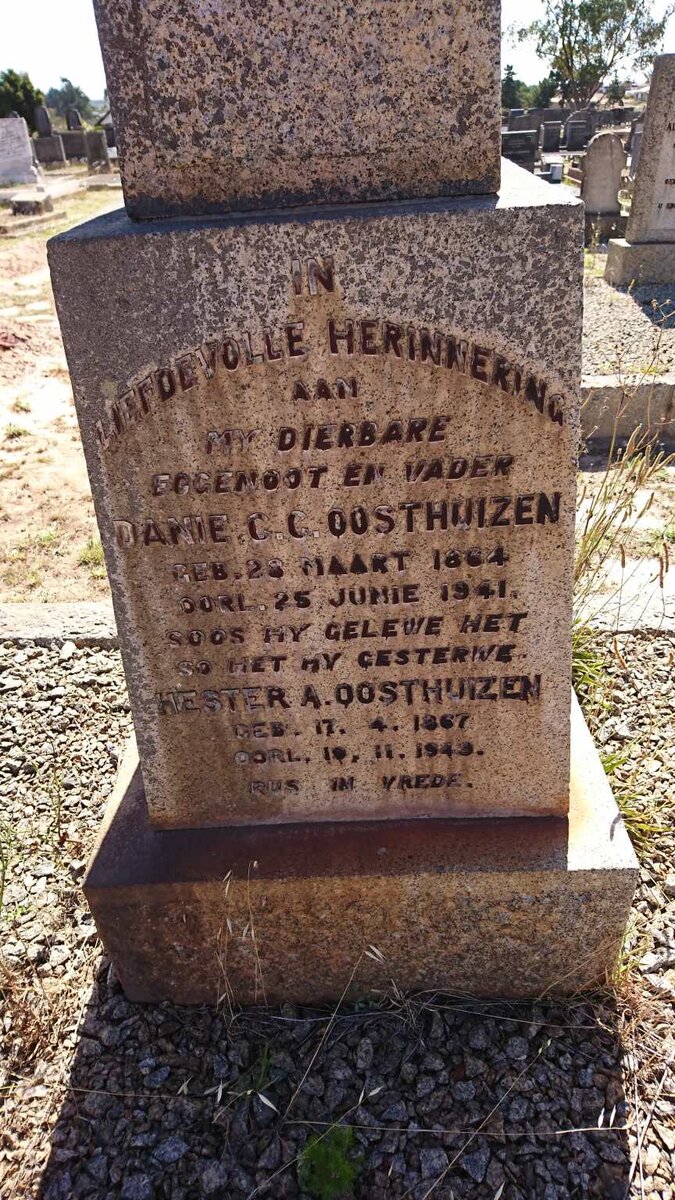 IN
LIEFDEVOLLE HERINNERING
AAN
MY DIERBARE
EGGENOOT EN VADER
DANIE. C. G. OOSTHUIZEN
GEB. 28 MAART 1864
OORL. 25 JUNIE 1941.
SOOS HY GELEWE HET
SO HET HY GESTERWE.
HESTER A. OOSTHUIZEN
GEB. 17. 4. 1867
OORL. 19. 11. 1943.
RUS IN VREDE.